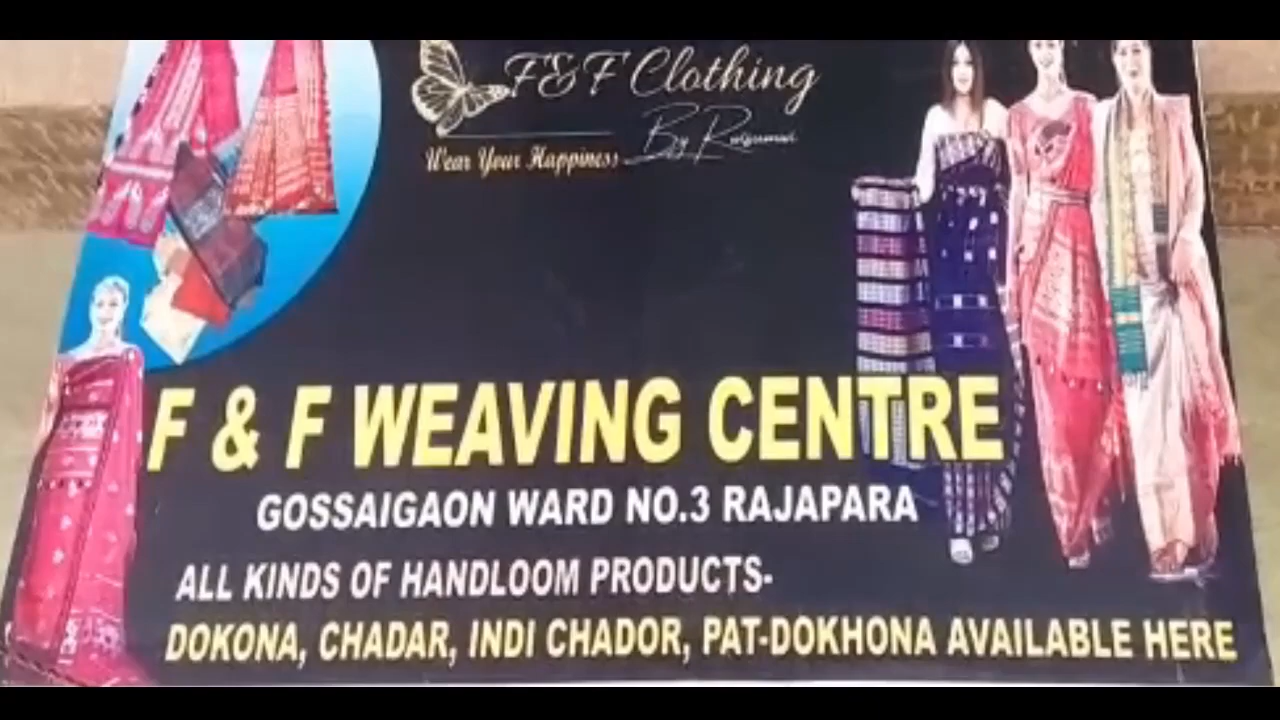 F&F Clothing
By
Wear Your Happiness
F & F WEAVING CENTRE
GOSSAIGAON WARD NO.3 RAJAPARA
ALL KINDS OF HANDLOOM PRODUCTS-
DOKONA, CHADAR, INDI CHADOR, PAT-DOKHONA AVAILABLE HERE